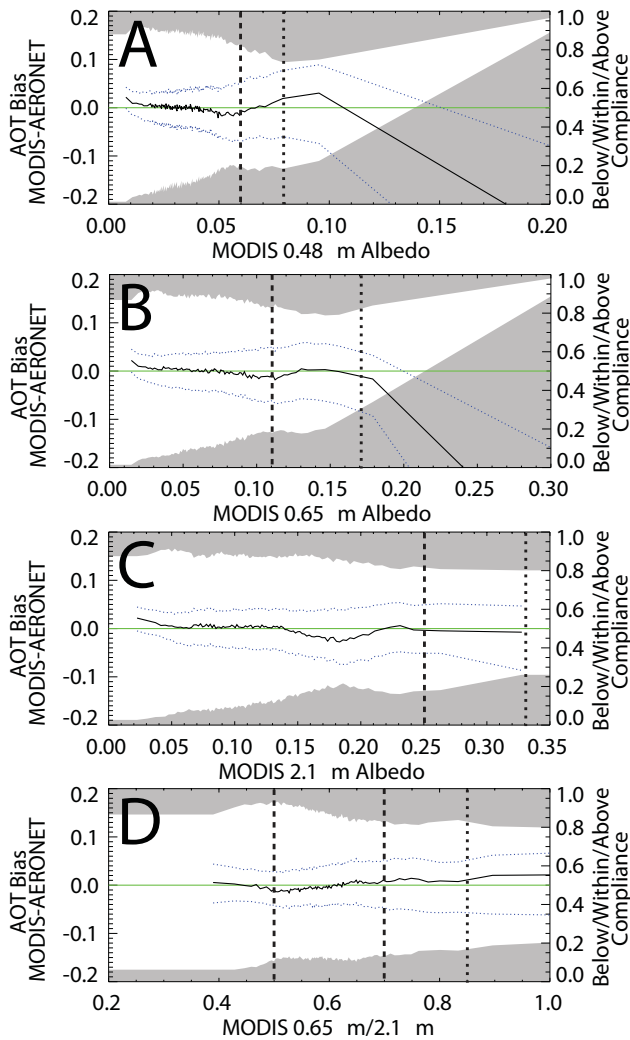 A
0.2
0.1
0.0
-0.1
-0.2
AOT Bias
MODIS-AERONET
1.0
0.8
0.6
0.4
0.2
0.0
Below/Within/Above
Compliance
0.00 0.05 0.10 0.15 0.20
MODIS 0.48 m Albedo
B
0.2
0.1
0.0
-0.1
-0.2
AOT Bias
MODIS-AERONET
1.0
0.8
0.6
0.4
0.2
0.0
Below/Within/Above
Compliance
0.00 0.05 0.10 0.15 0.20 0.25 0.30
MODIS 0.65 m Albedo
C
0.2
0.1
0.0
-0.1
-0.2
AOT Bias
MODIS-AERONET
1.0
0.8
0.6
0.4
0.2
0.0
Below/Within/Above
Compliance
0.00 0.05 0.10 0.15 0.20 0.25 0.30 0.35
MODIS 2.1 m Albedo
D
0.2
0.1
0.0
-0.1
-0.2
AOT Bias
MODIS-AERONET
1.0
0.8
0.6
0.4
0.2
0.0
Below/Within/Above
Compliance
0.2 0.4 0.6 0.8 1.0
MODIS 0.65 m/2.1 m